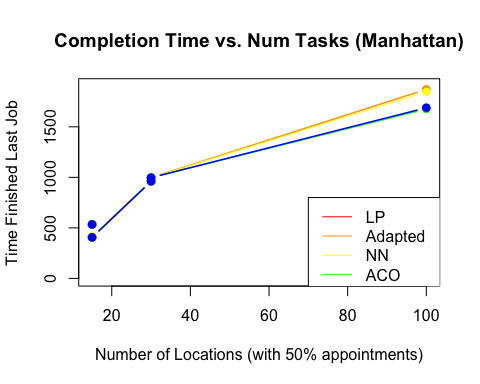 Completion Time vs. Num Tasks (Manhattan)
Time Finished Last Job
1500
1000
500
0
LP
Adapted
NN
ACO
20 40 60 80 100
Number of Locations (with 50% appointments)